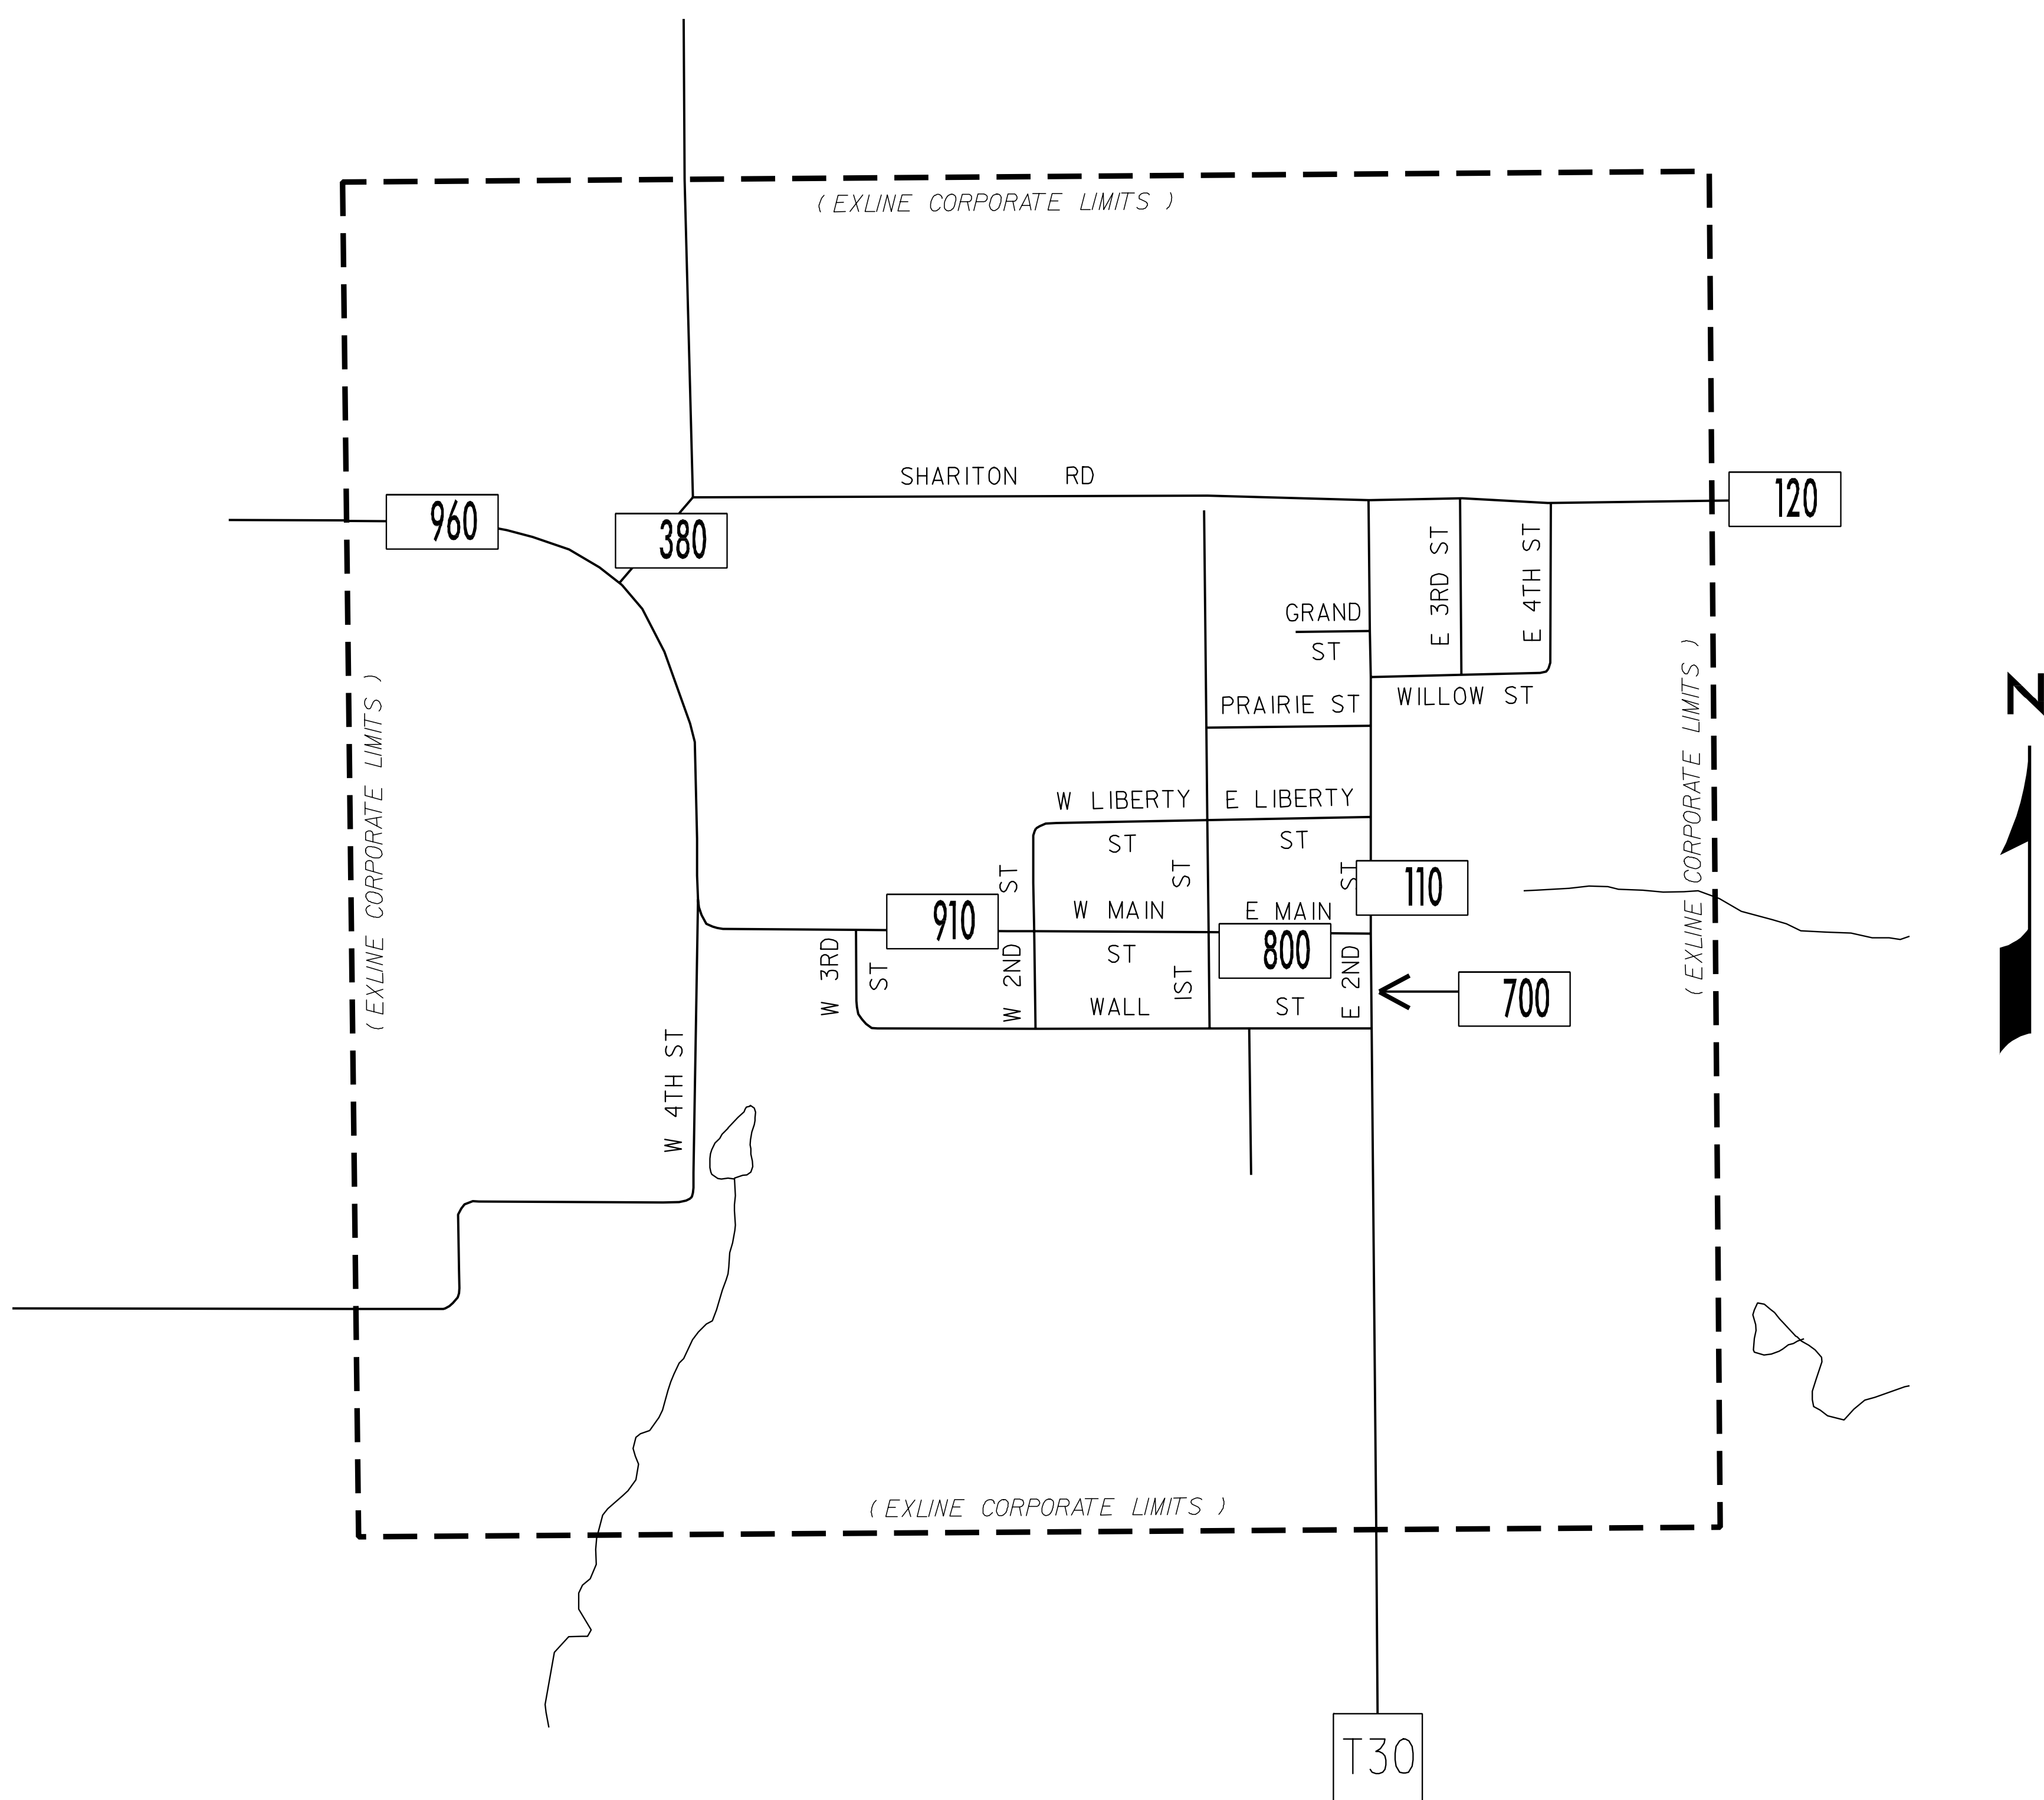 ( EXLINE CORPORATE LIMITS )
SHARITON RD
960
380
120
E 3RD ST
E 4TH ST
GRAND
ST
PRAIRIE ST
WILLOW ST
( EXLINE CORPORATE LIMITS )
( EXLINE CORPORATE LIMITS )
N
W LIBERTY
ST
E LIBERTY
ST
W 2ND ST
IST ST
E 2ND ST
110
910
W MAIN
ST
E MAIN
800
W 3RD
ST
WALL ST
700
W 4TH ST
( EXLINE CORPORATE LIMITS )
T30